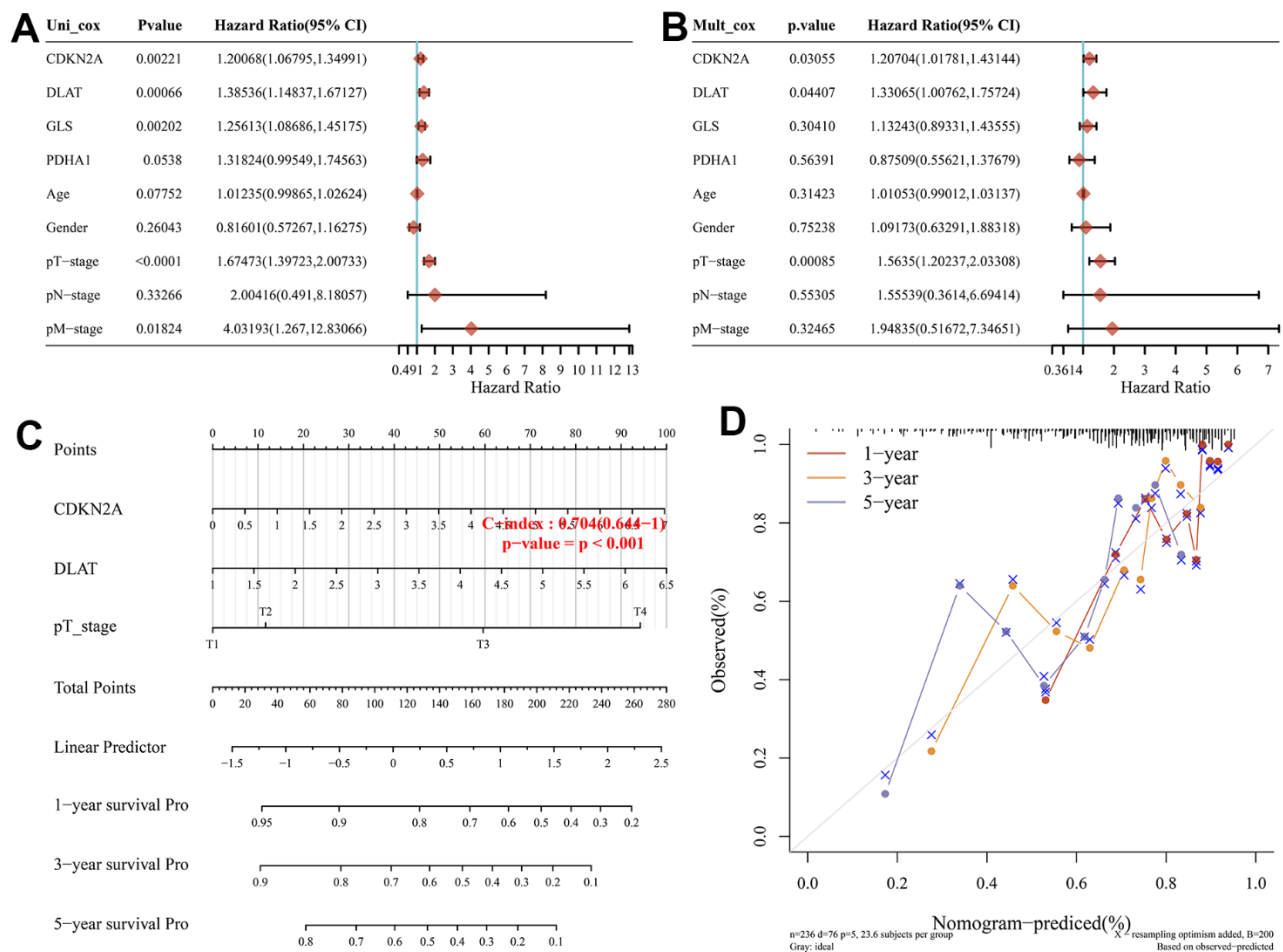 A
Uni_cox Pvalue Hazard Ratio(95% CI)
CDKN2A 0.00221 1.20068(1.06795,1.34991)
DLAT 0.00066 1.38536(1.14837,1.67127)
GLS 0.00202 1.25613(1.08686,1.45175)
PDHA1 0.0538 1.31824(0.99549,1.74563)
Age 0.07752 1.01235(0.99865,1.02624)
Gender 0.26043 0.81601(0.57267,1.16275)
pT−stage <0.0001 1.67473(1.39723,2.00733)
pN−stage 0.33266 2.00416(0.491,8.18057)
pM−stage 0.01824 4.03193(1.267,12.83066)
0.491 2 3 4 5 6 7 8 9 10 11 12 13
Hazard Ratio
B
Mult_cox p.value Hazard Ratio(95% CI)
CDKN2A 0.03055 1.20704(1.01781,1.43144)
DLAT 0.04407 1.33065(1.00762,1.75724)
GLS 0.30410 1.13243(0.89331,1.43555)
PDHA1 0.56391 0.87509(0.55621,1.37679)
Age 0.31423 1.01053(0.99012,1.03137)
Gender 0.75238 1.09173(0.63291,1.88318)
pT−stage 0.00085 1.5635(1.20237,2.03308)
pN−stage 0.55305 1.55539(0.3614,6.69414)
pM−stage 0.32465 1.94835(0.51672,7.34651)
0.3614 2 3 4 5 6 7
Hazard Ratio
C
Points 0 10 20 30 40 50 60 70 80 90 100
CDKN2A
0 0.5 1 1.5 2 2.5 3 3.5 4 4.5 5 5.5 6 6.5 7
C−index : 0.704(0.644−1)
p−value = p < 0.001
DLAT
1 1.5 2 2.5 3 3.5 4 4.5 5 5.5 6 6.5
pT_stage
T2 T4
T1 T3
Total Points 0 20 40 60 80 100 120 140 160 180 200 220 240 260 280
Linear Predictor
−1.5 −1 −0.5 0 0.5 1 1.5 2 2.5
1−year survival Pro
0.95 0.9 0.8 0.7 0.6 0.5 0.4 0.3 0.2
3−year survival Pro
0.9 0.8 0.7 0.6 0.5 0.4 0.3 0.2 0.1
5−year survival Pro
0.8 0.7 0.6 0.5 0.4 0.3 0.2 0.1
D
1−year
3−year
5−year
Observed(%)
1.0
0.8
0.6
0.4
0.2
0.0
0.0 0.2 0.4 0.6 0.8 1.0
Nomogram−prediced(%)
n=236 d=76 p=5, 23.6 subjects per group
Gray: ideal
X − resampling optimism added, B=200
Based on observed−predicted